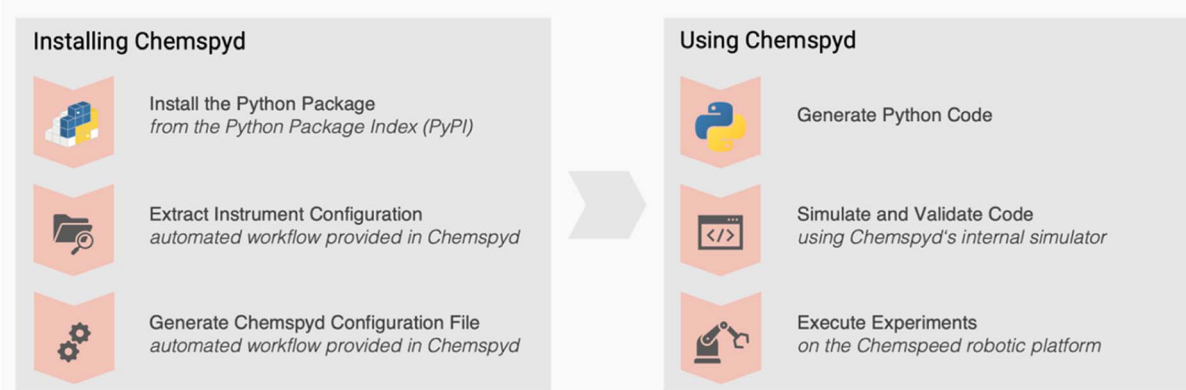 Installing Chemspyd
Install the Python Package
from the Python Package Index (PyPI)
Extract Instrument Configuration
automated workflow provided in Chemspyd
Generate Chemspyd Configuration File
automated workflow provided in Chemspyd
Using Chemspyd
Generate Python Code
</>
Simulate and Validate Code
using Chemspyd's internal simulator
Execute Experiments
on the Chemspeed robotic platform